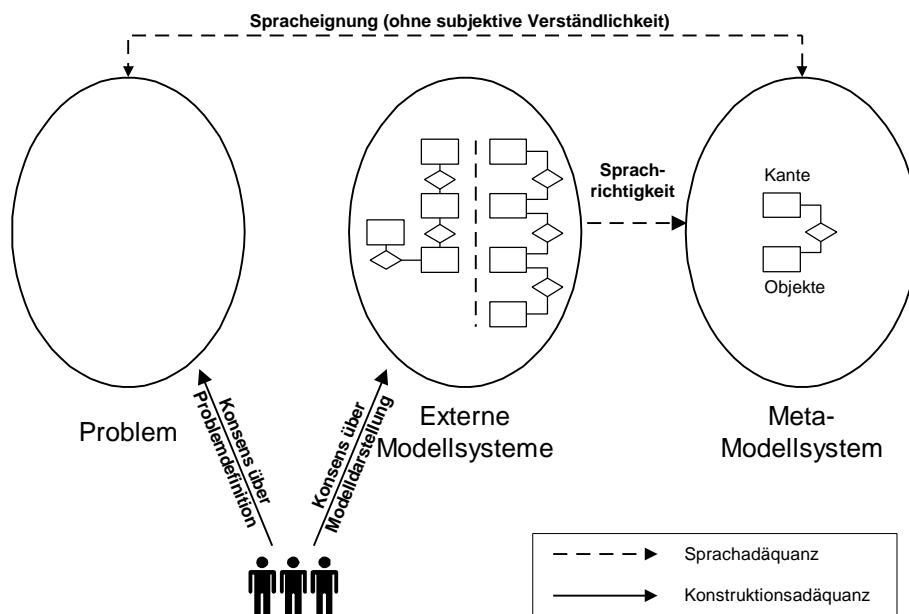 Spracheignung (ohne subjektive Verständlichkeit)
Sprach-
richtigkeit
Kante
Objekte
Problem
Externe
Modellsysteme
Meta-
Modellsystem
Konsens über
Problemdefinition
Konsens über
Modelldarstellung
Sprachadäquanz
Konstruktionsadäquanz